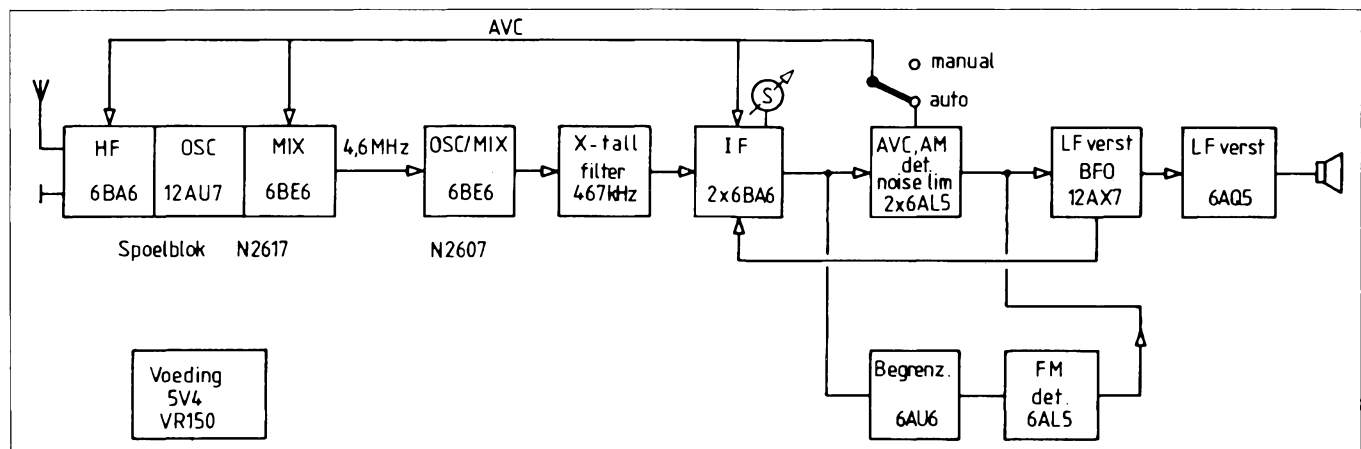 AVC
manual
auto
S
HF
6BA6
OSC
12AU7
MIX
6BE6
4,6MHz
OSC/MIX
6BE6
X-tall
filter
467kHz
IF
2x6BA6
AVC,AM
det.
noise lim
2x6AL5
LF verst
BFO
12AX7
LF verst
6AQ5
Spoelblok N2617
N2607
Voeding
5V4
VR150
Begrenz.
6AU6
FM
det.
6AL5